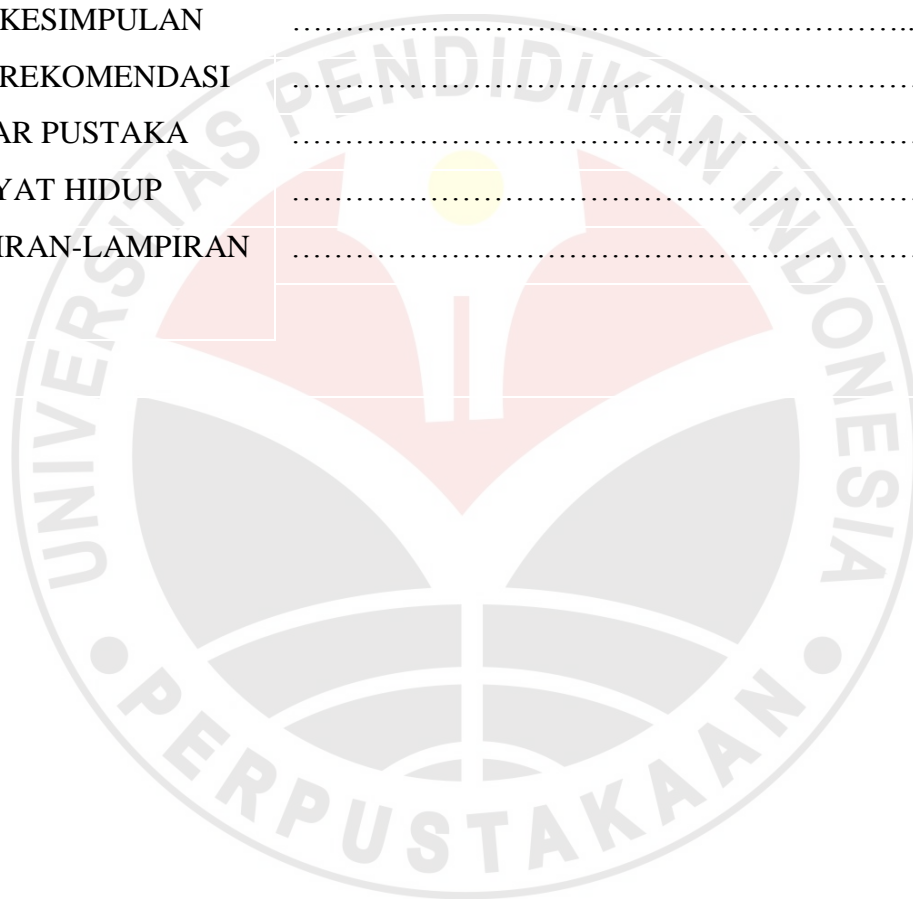 KESIMPULAN ………………………………………………..
REKOMENDASI ……………………………………………….
AR PUSTAKA ……………………………………………….
YAT HIDUP ……………………………………………….
IRAN-LAMPIRAN ……………………………………………….
UNIVERSITAS PENDIDIKAN INDONESIA
PERPUSTAKAAN